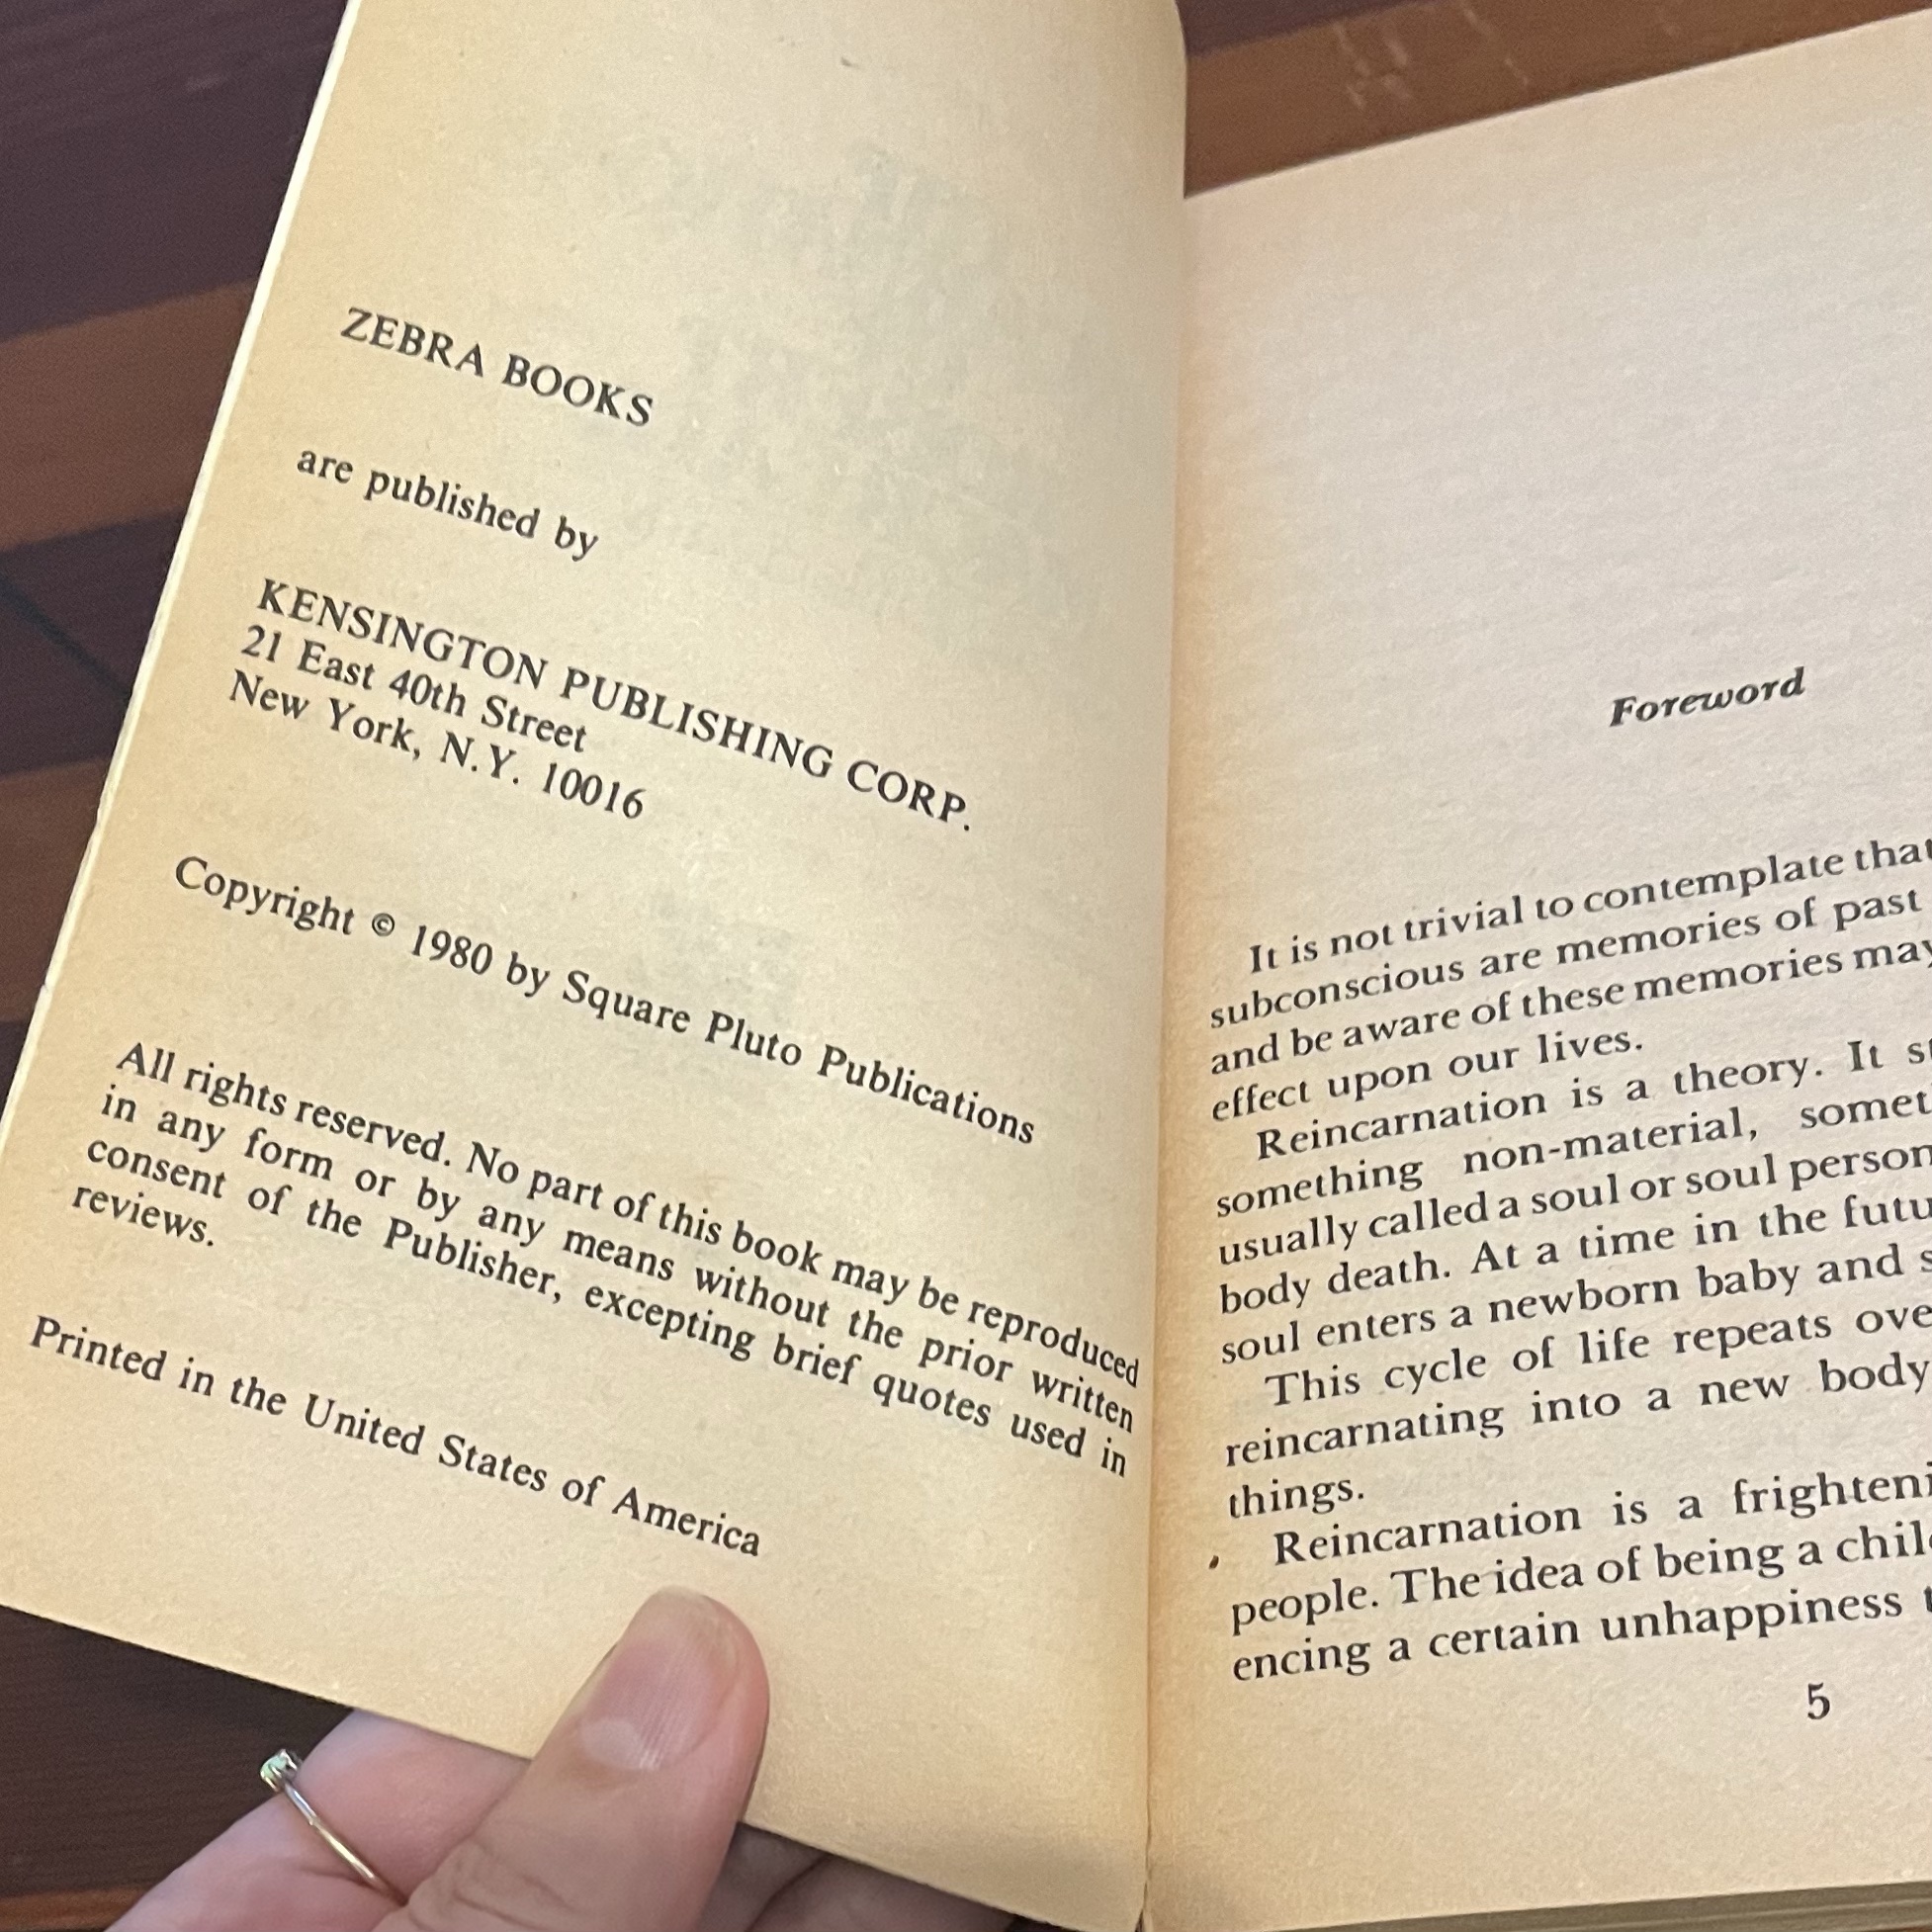 ZEBRA BOOKS
are published by
KENSINGTON PUBLISHING CORP.
21 East 40th Street
New York, N.Y. 10016
Copyright © 1980 by Square Pluto Publications
All rights reserved. No part of this book may be reproduced
in any form or by any means without the prior written
consent of the Publisher, excepting brief quotes used in
reviews.
Printed in the United States of America
Foreword
It is not trivial to contemplate that
subconscious are memories of past
and be aware of these memories may
effect upon our lives.
Reincarnation is a theory. It
something non-material,
usually called a soul or soul
body death. At a time in the
soul enters a newborn baby and
This cycle of life repeats
reincarnating into a new body
things.
Reincarnation is a
people. The idea of being a
encing a certain unhappiness
5